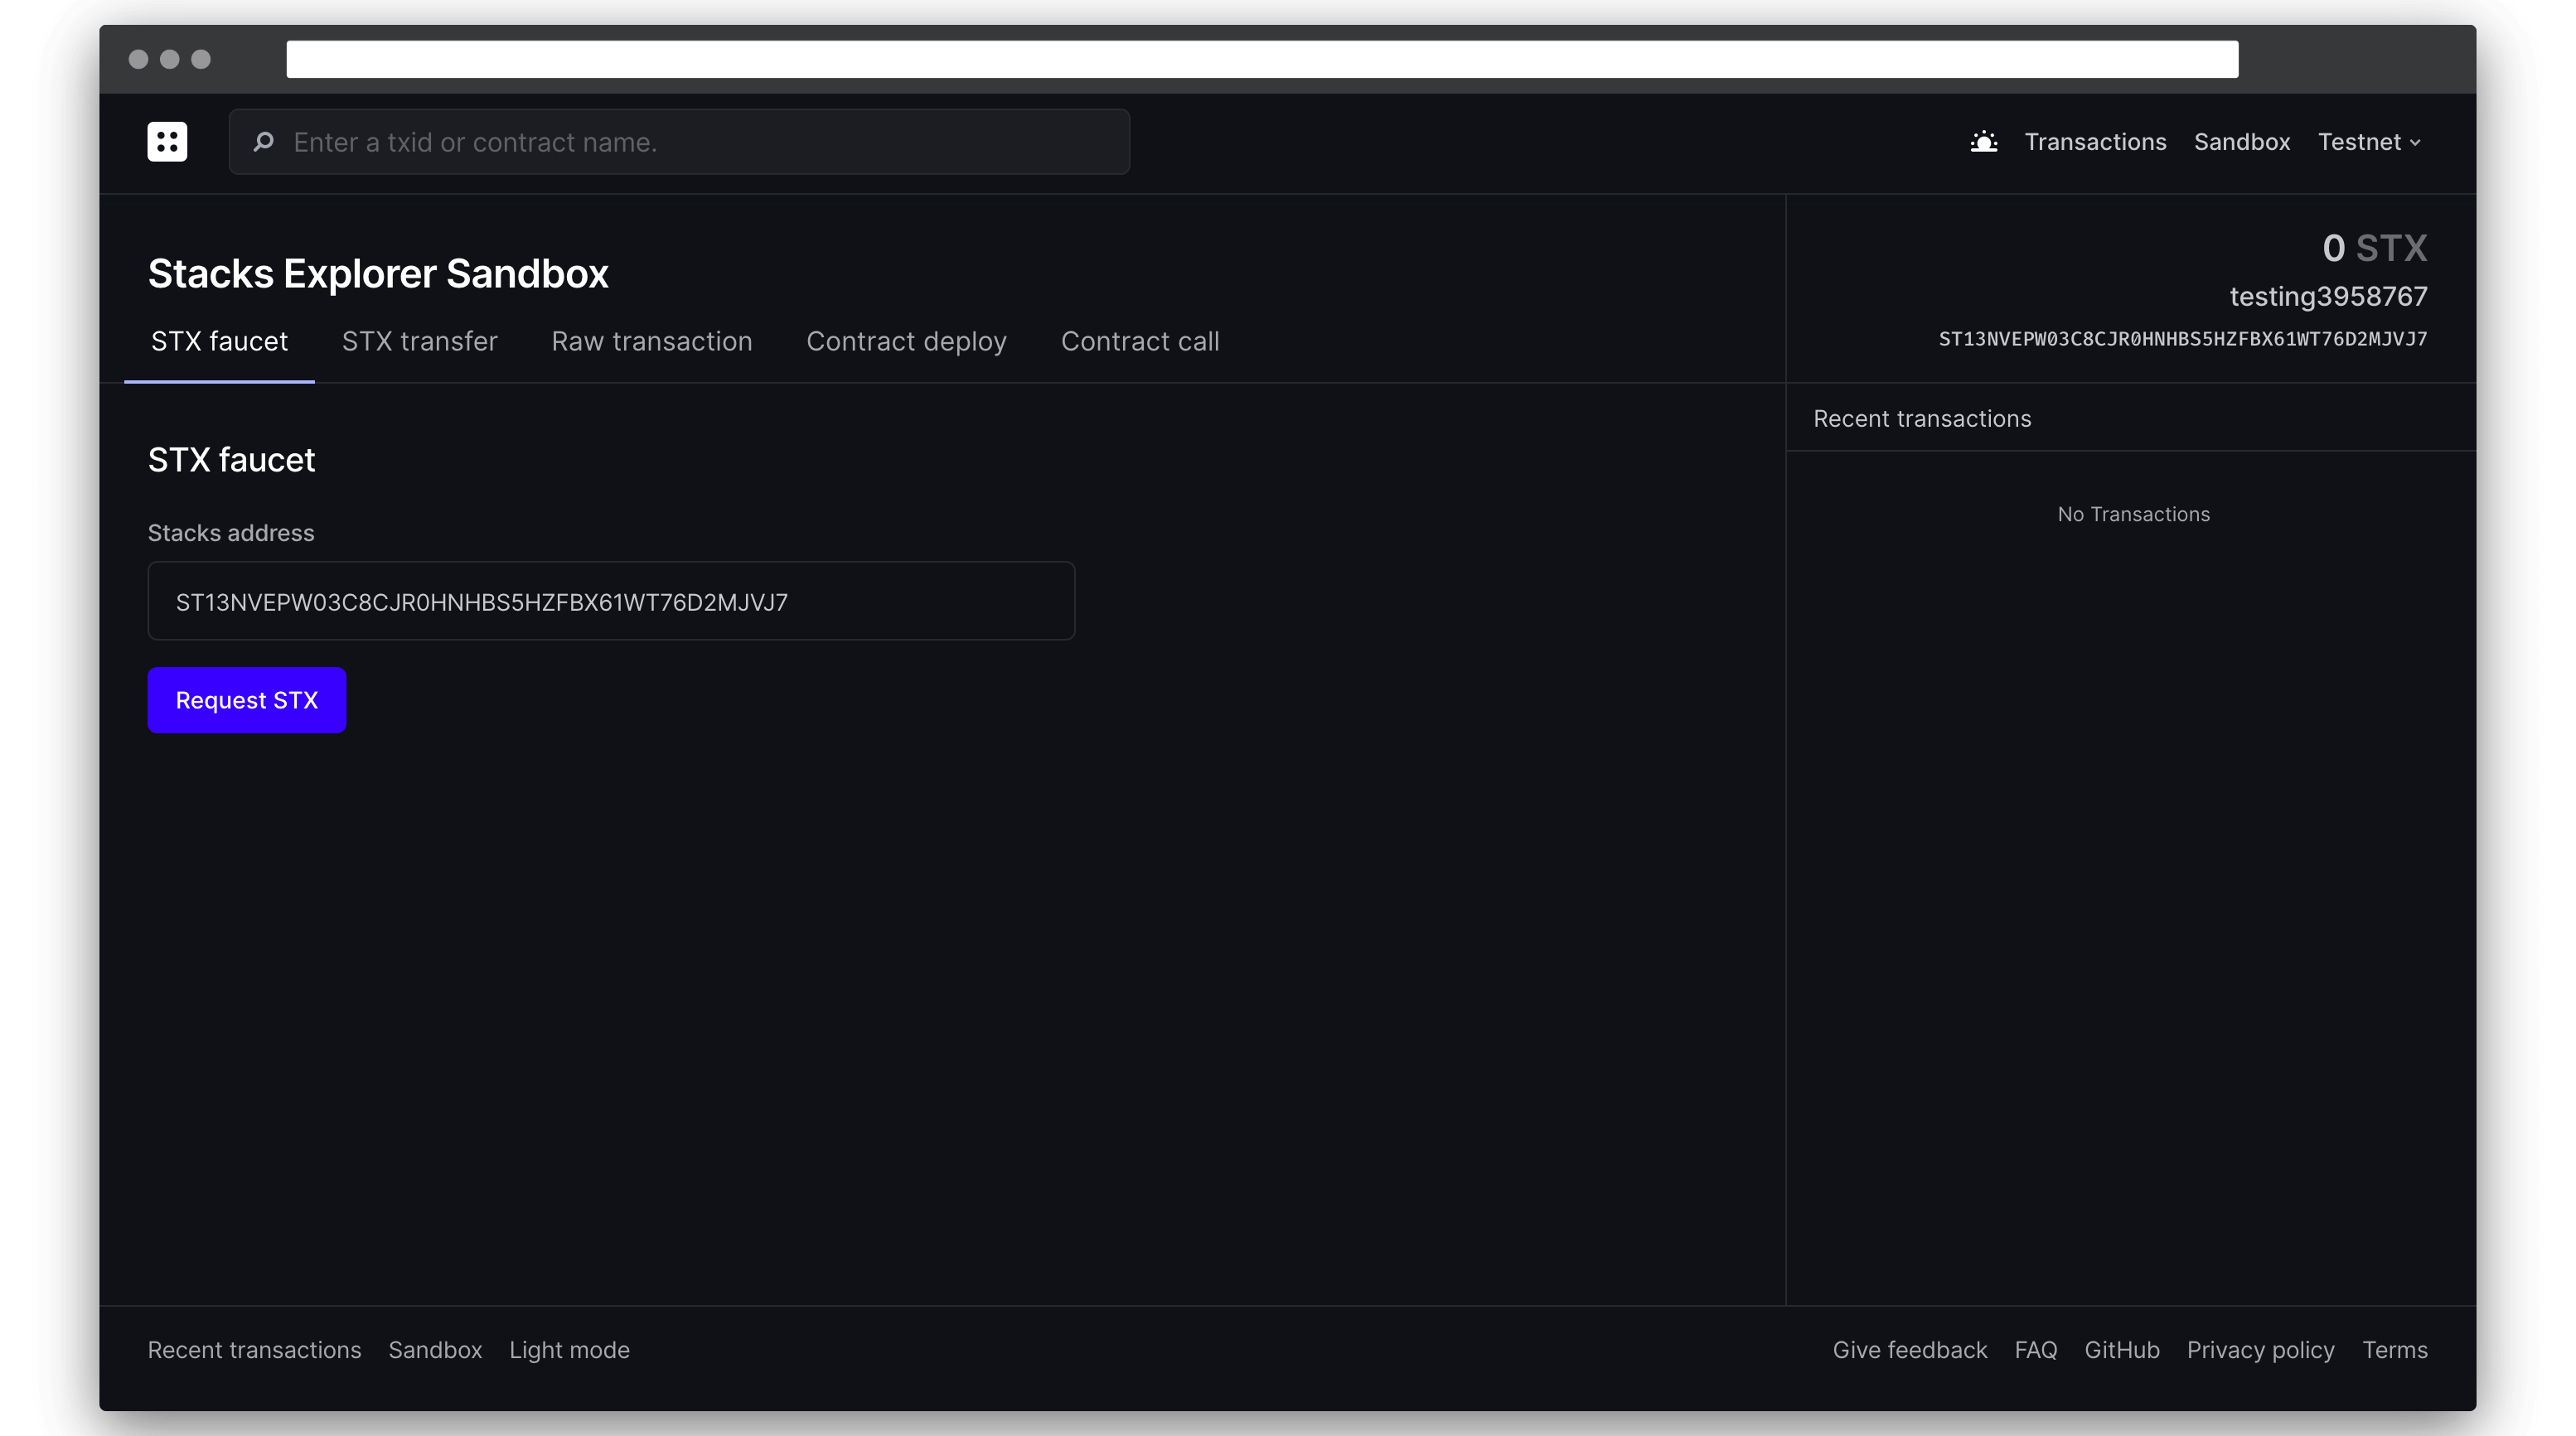 Enter a txid or contract name.
Transactions Sandbox Testnet
Stacks Explorer Sandbox
STX faucet STX transfer Raw transaction Contract deploy Contract call
0 STX
testing3958767
ST13NVEPW03C8CJR0HNHBS5HZFBX61WT76D2MJVJ7
STX faucet
Stacks address
ST13NVEPW03C8CJR0HNHBS5HZFBX61WT76D2MJVJ7
Request STX
Recent transactions
No Transactions
Recent transactions Sandbox Light mode
Give feedback FAQ GitHub Privacy policy Terms